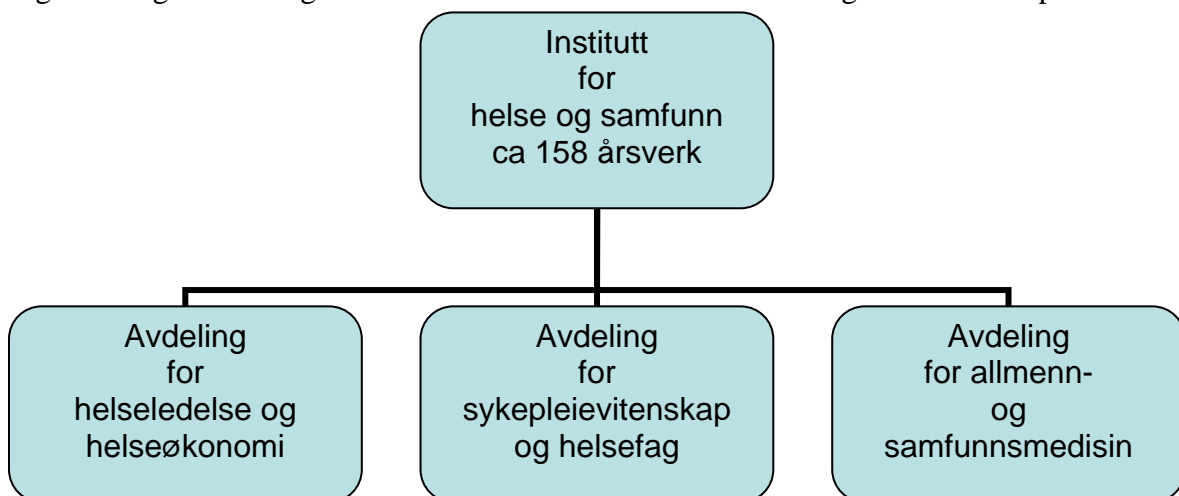 Institutt
for
helse og samfunn
ca 158 årsverk
Avdeling
for
helseledelse og
helseøkonomi
Avdeling
for
sykepleievitenskap
og helsefag
Avdeling
for allmenn-
og
samfunnsmedisin